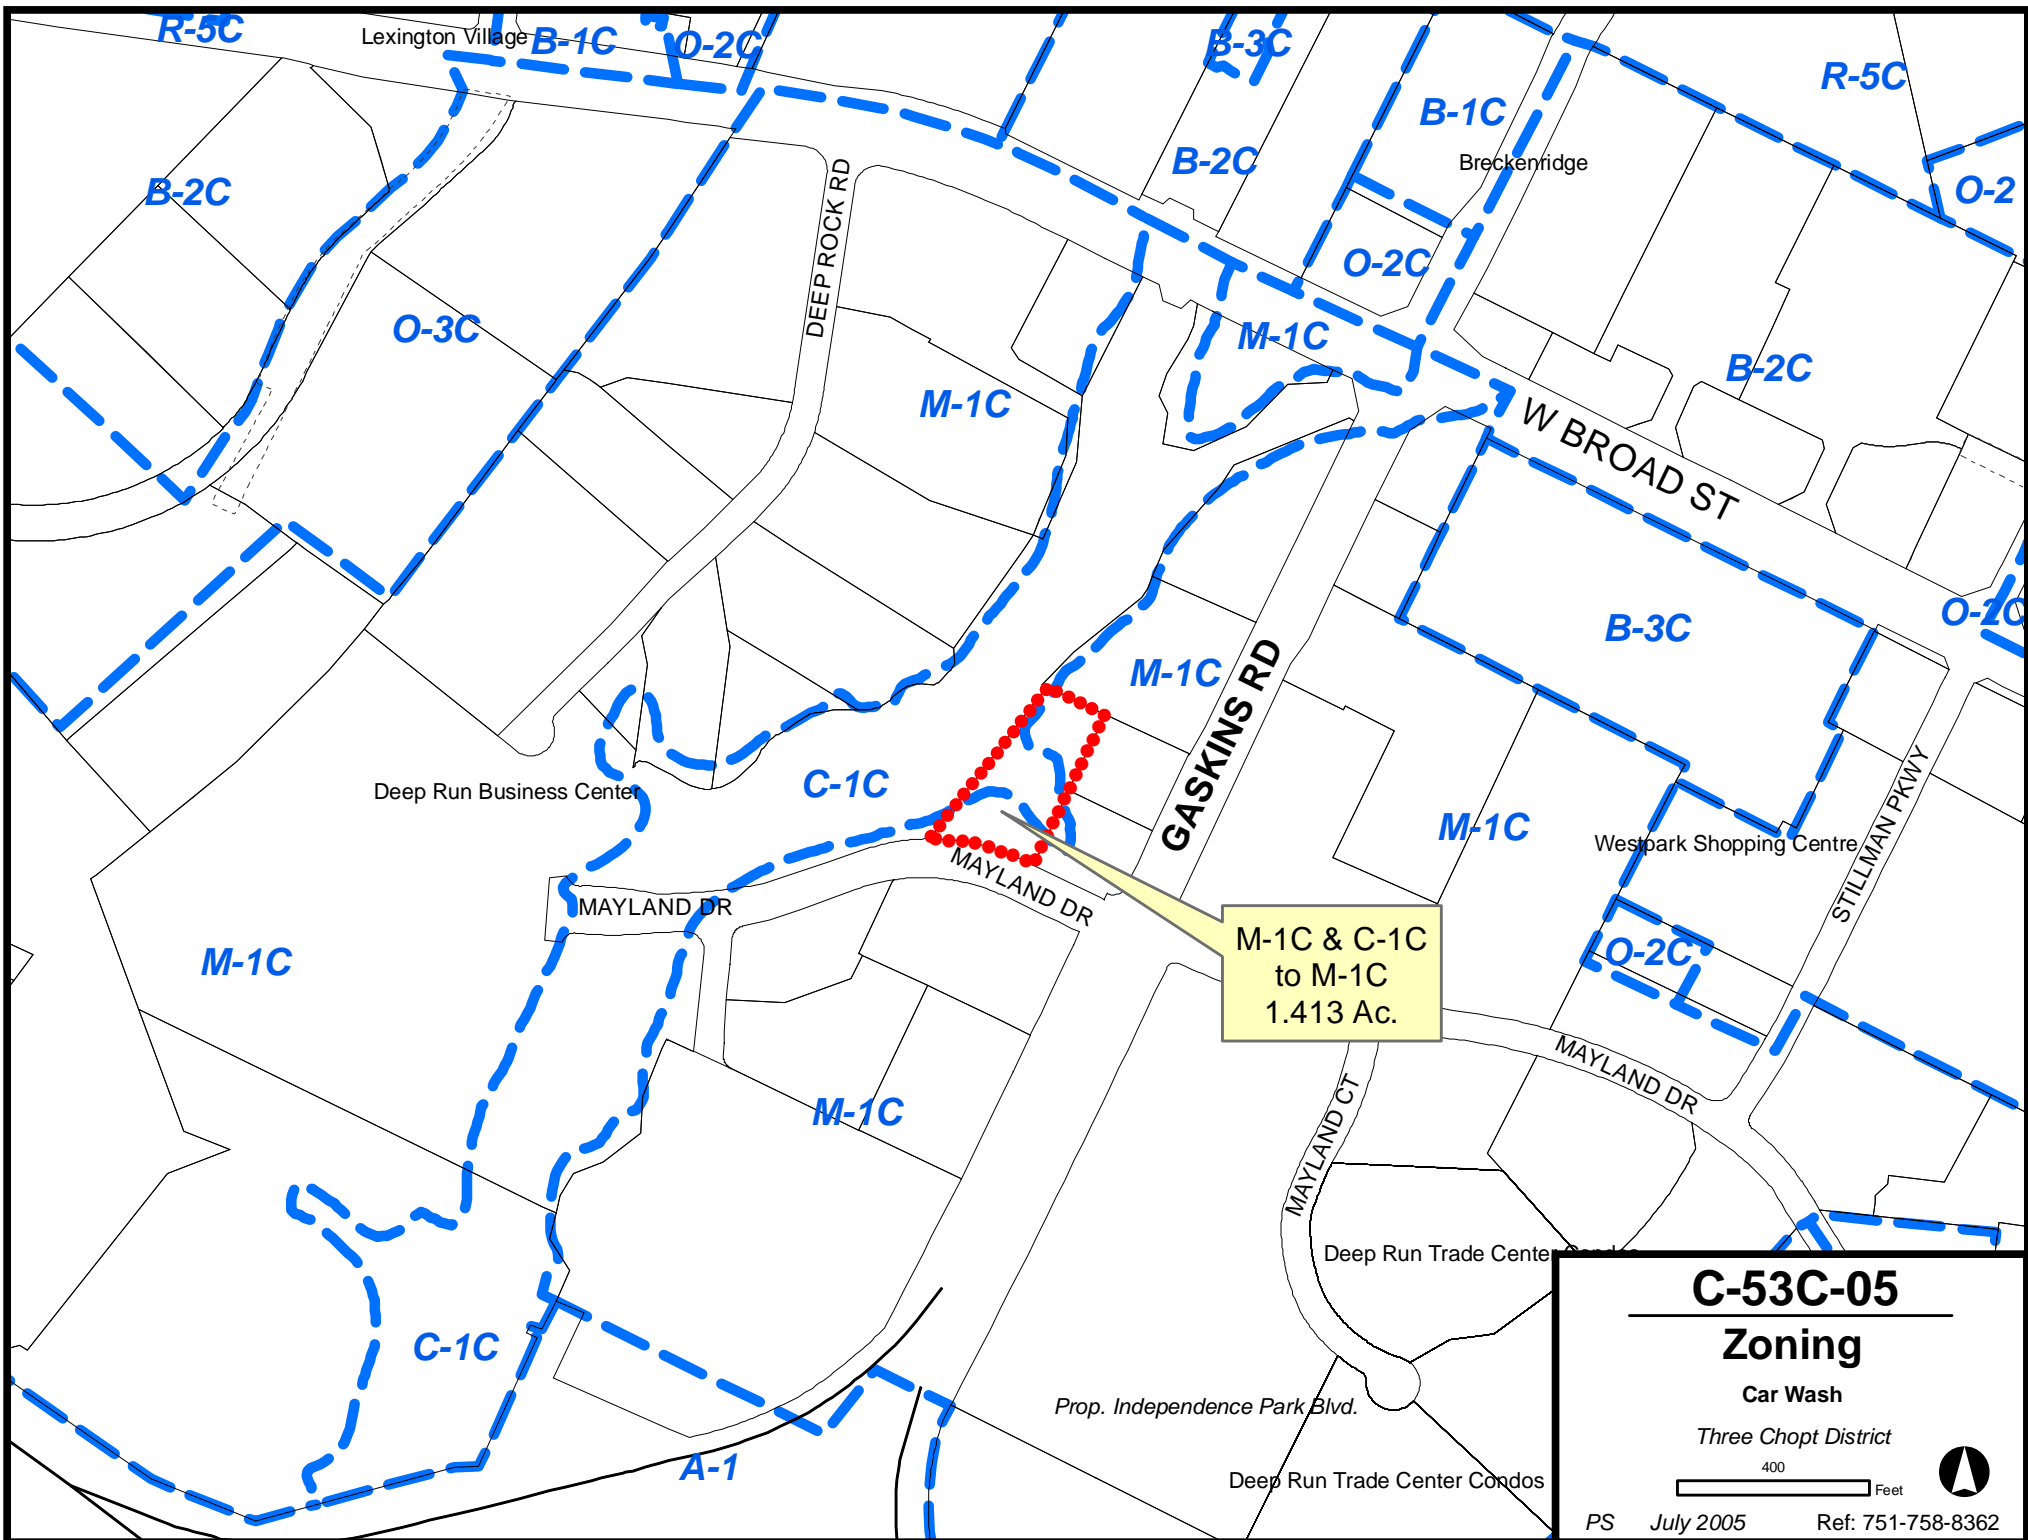 R-5C
Lexington Village
B-1C
O-2C
B-3C
R-5C
B-1C
B-2C
Breckenridge
B-2C
O-2
DEEP ROCK RD
O-2C
O-3C
M-1C
B-2C
M-1C
W BROAD ST
O-2C
B-3C
M-1C
GASKINS RD
Deep Run Business Center
C-1C
M-1C
Westpark Shopping Centre
STILLMAN PKWY
MAYLAND DR
MAYLAND DR
M-1C & C-1C
to M-1C
1.413 Ac.
M-1C
O-2C
MAYLAND DR
M-1C
MAYLAND CT
Deep Run Trade Center Condos
C-1C
Prop. Independence Park Blvd.
A-1
Deep Run Trade Center Condos
C-53C-05
Zoning
Car Wash
Three Chopt District
400
Feet
PS July 2005 Ref: 751-758-8362